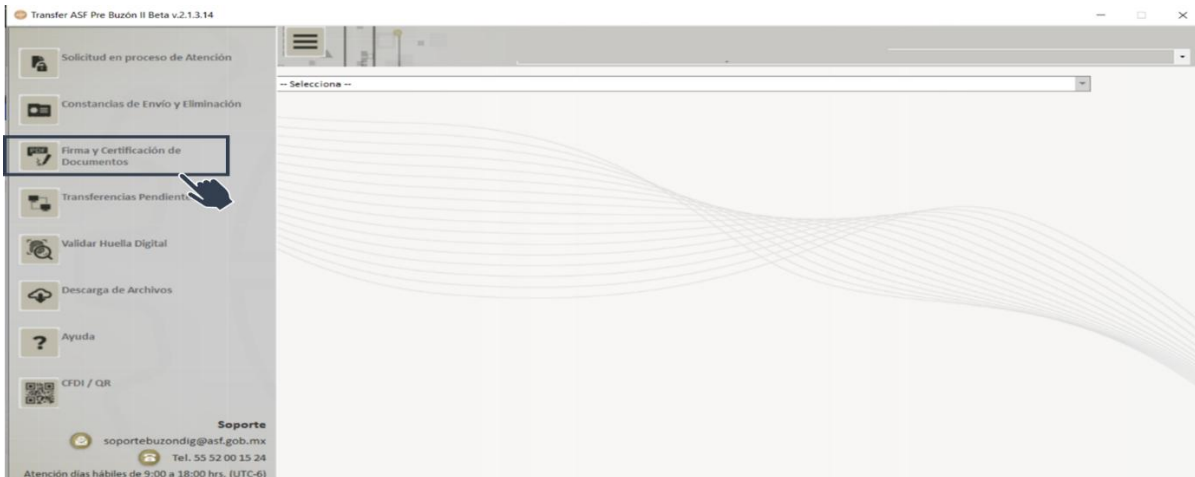 Transfer ASF Pre Buzón II Beta v.2.1.3.14
Solicitud en proceso de Atención
-- Selecciona --
Constancias de Envío y Eliminación
PDF
Firma y Certificación de
Documentos
Transferencias Pendient
Validar Huella Digital
Descarga de Archivos
?
Ayuda
CFDI / QR
Soporte
soportebuzondig@asf.gob.mx
Tel. 55 52 00 15 24
Atención días hábiles de 9:00 a 18:00 hrs. (UTC-6)